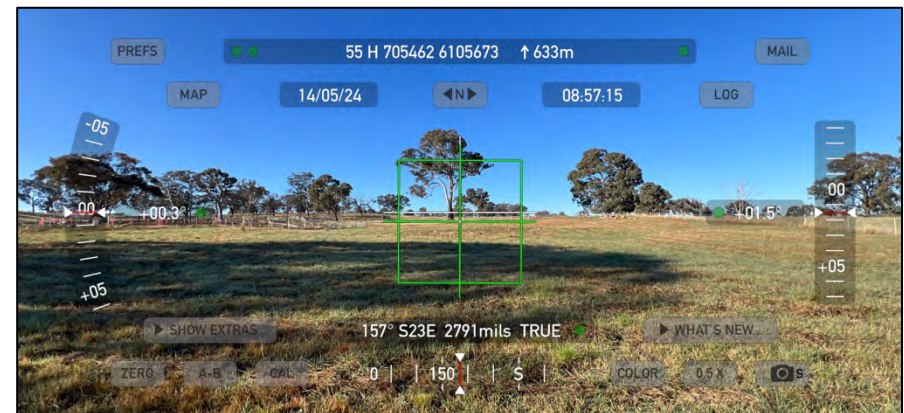 PREFS 55 H 705462 6105673 ↑ 633m MAIL
MAP 14/05/24 ◀N▶ 08:57:15 LOG
-05
00 00
+00.3° +01.5°
+05 +05
▶ SHOW EXTRAS 157° S23E 2791mils TRUE ▶ WHAT'S NEW...
ZERO A-B CAL 0 | | 150 | | S | COLOR 0.5 X S